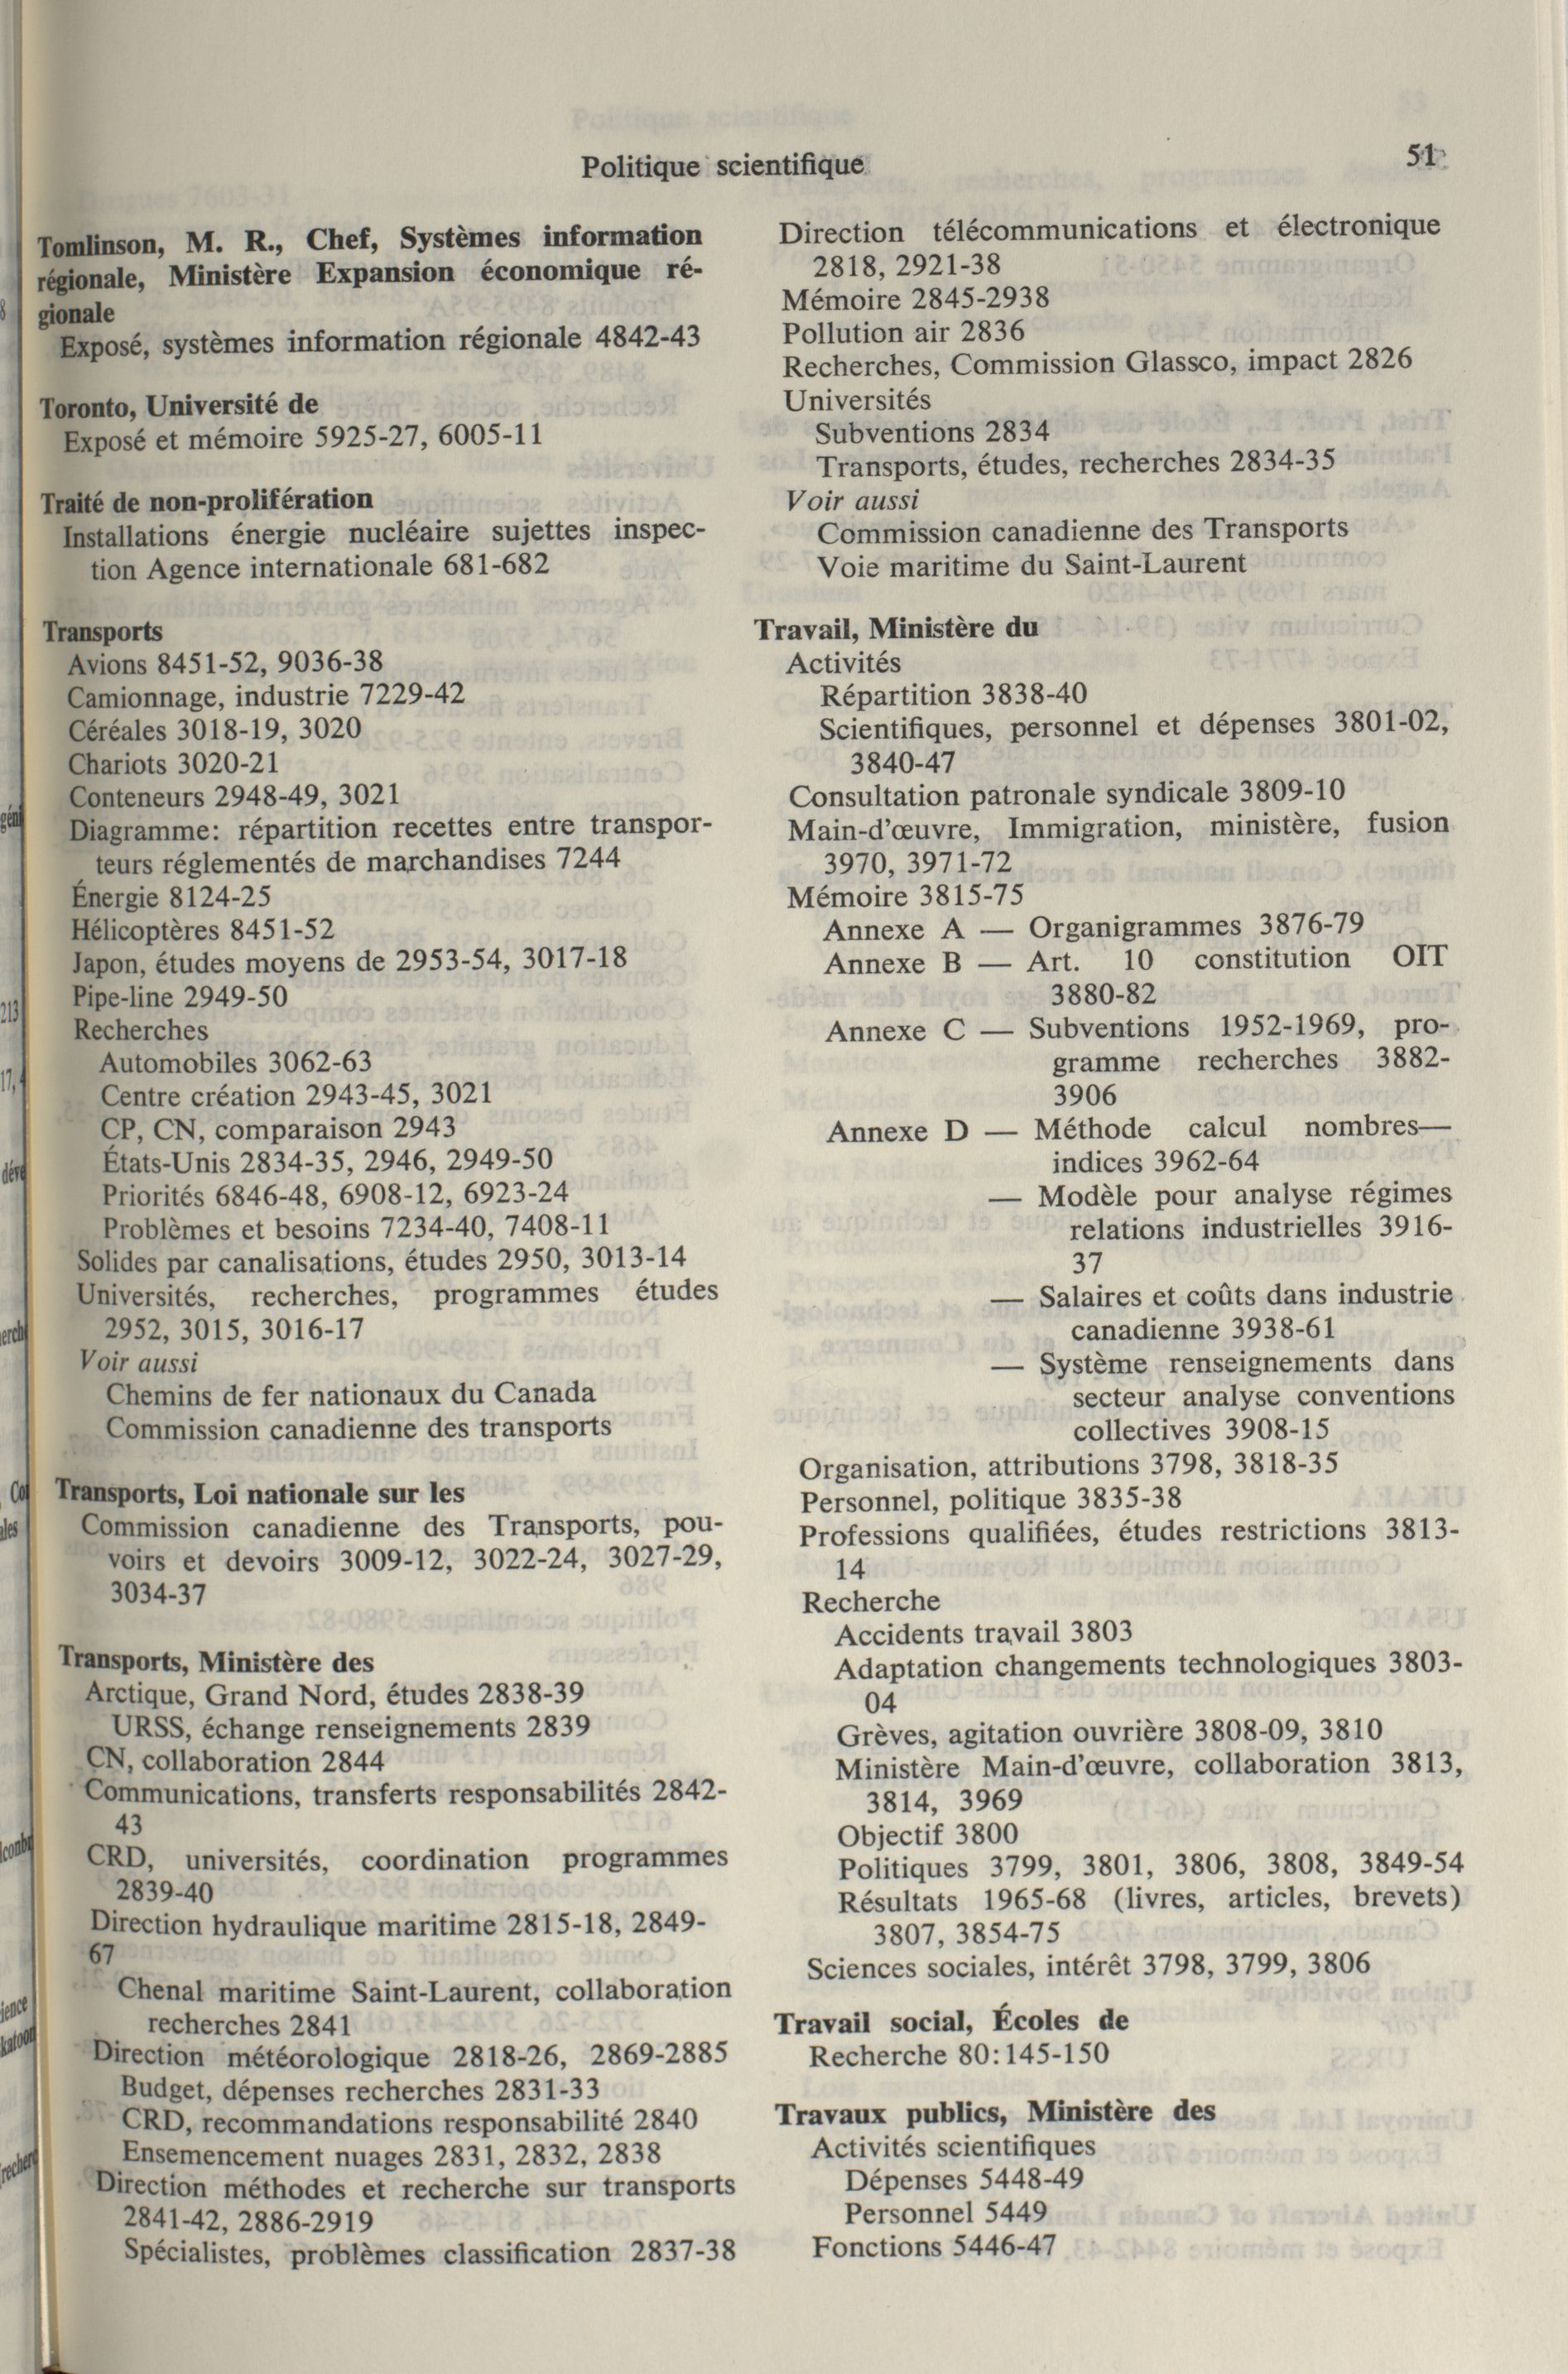 Politique scientifique
51
Tomlinson, M. R., Chef, Systèmes information
régionale, Ministère Expansion économique ré-
gionale
Exposé, systèmes information régionale 4842-43
Toronto, Université de
Exposé et mémoire 5925-27, 6005-11
Traité de non-prolifération
Installations énergie nucléaire sujettes inspec-
tion Agence internationale 681-682
Transports
Avions 8451-52, 9036-38
Camionnage, industrie 7229-42
Céréales 3018-19, 3020
Chariots 3020-21
Conteneurs 2948-49, 3021
Diagramme: répartition recettes entre transpor-
teurs réglementés de marchandises 7244
Énergie 8124-25
Hélicoptères 8451-52
Japon, études moyens de 2953-54, 3017-18
Pipe-line 2949-50
Recherches
Automobiles 3062-63
Centre création 2943-45, 3021
CP, CN, comparaison 2943
États-Unis 2834-35, 2946, 2949-50
Priorités 6846-48, 6908-12, 6923-24
Problèmes et besoins 7234-40, 7408-11
Solides par canalisations, études 2950, 3013-14
Universités, recherches, programmes études
2952, 3015, 3016-17
Voir aussi
Chemins de fer nationaux du Canada
Commission canadienne des transports
Transports, Loi nationale sur les
Commission canadienne des Transports, pou-
voirs et devoirs 3009-12, 3022-24, 3027-29,
3034-37
Transports, Ministère des
Arctique, Grand Nord, études 2838-39
URSS, échange renseignements 2839
CN, collaboration 2844
Communications, transferts responsabilités 2842-
43
CRD, universités, coordination programmes
2839-40
Direction hydraulique maritime 2815-18, 2849-
67
Chenal maritime Saint-Laurent, collaboration
recherches 2841
Direction météorologique 2818-26, 2869-2885
Budget, dépenses recherches 2831-33
CRD, recommandations responsabilité 2840
Ensemencement nuages 2831, 2832, 2838
Direction méthodes et recherche sur transports
2841-42, 2886-2919
Spécialistes, problèmes classification 2837-38
Direction télécommunications et électronique
2818, 2921-38
Mémoire 2845-2938
Pollution air 2836
Recherches, Commission Glassco, impact 2826
Universités
Subventions 2834
Transports, études, recherches 2834-35
Voir aussi
Commission canadienne des Transports
Voie maritime du Saint-Laurent
Travail, Ministère du
Activités
Répartition 3838-40
Scientifiques, personnel et dépenses 3801-02,
3840-47
Consultation patronale syndicale 3809-10
Main-d'œuvre, Immigration, ministère, fusion
3970, 3971-72
Mémoire 3815-75
Annexe A — Organigrammes 3876-79
Annexe B — Art. 10 constitution OIT
3880-82
Annexe C — Subventions 1952-1969, pro-
gramme recherches 3882-
3906
Annexe D — Méthode calcul nombres—
indices 3962-64
— Modèle pour analyse régimes
relations industrielles 3916-
37
— Salaires et coûts dans industrie
canadienne 3938-61
— Système renseignements dans
secteur analyse conventions
collectives 3908-15
Organisation, attributions 3798, 3818-35
Personnel, politique 3835-38
Professions qualifiées, études restrictions 3813-
14
Recherche
Accidents travail 3803
Adaptation changements technologiques 3803-
04
Grèves, agitation ouvrière 3808-09, 3810
Ministère Main-d'œuvre, collaboration 3813,
3814, 3969
Objectif 3800
Politiques 3799, 3801, 3806, 3808, 3849-54
Résultats 1965-68 (livres, articles, brevets)
3807, 3854-75
Sciences sociales, intérêt 3798, 3799, 3806
Travail social, Écoles de
Recherche 80:145-150
Travaux publics, Ministère des
Activités scientifiques
Dépenses 5448-49
Personnel 5449
Fonctions 5446-47